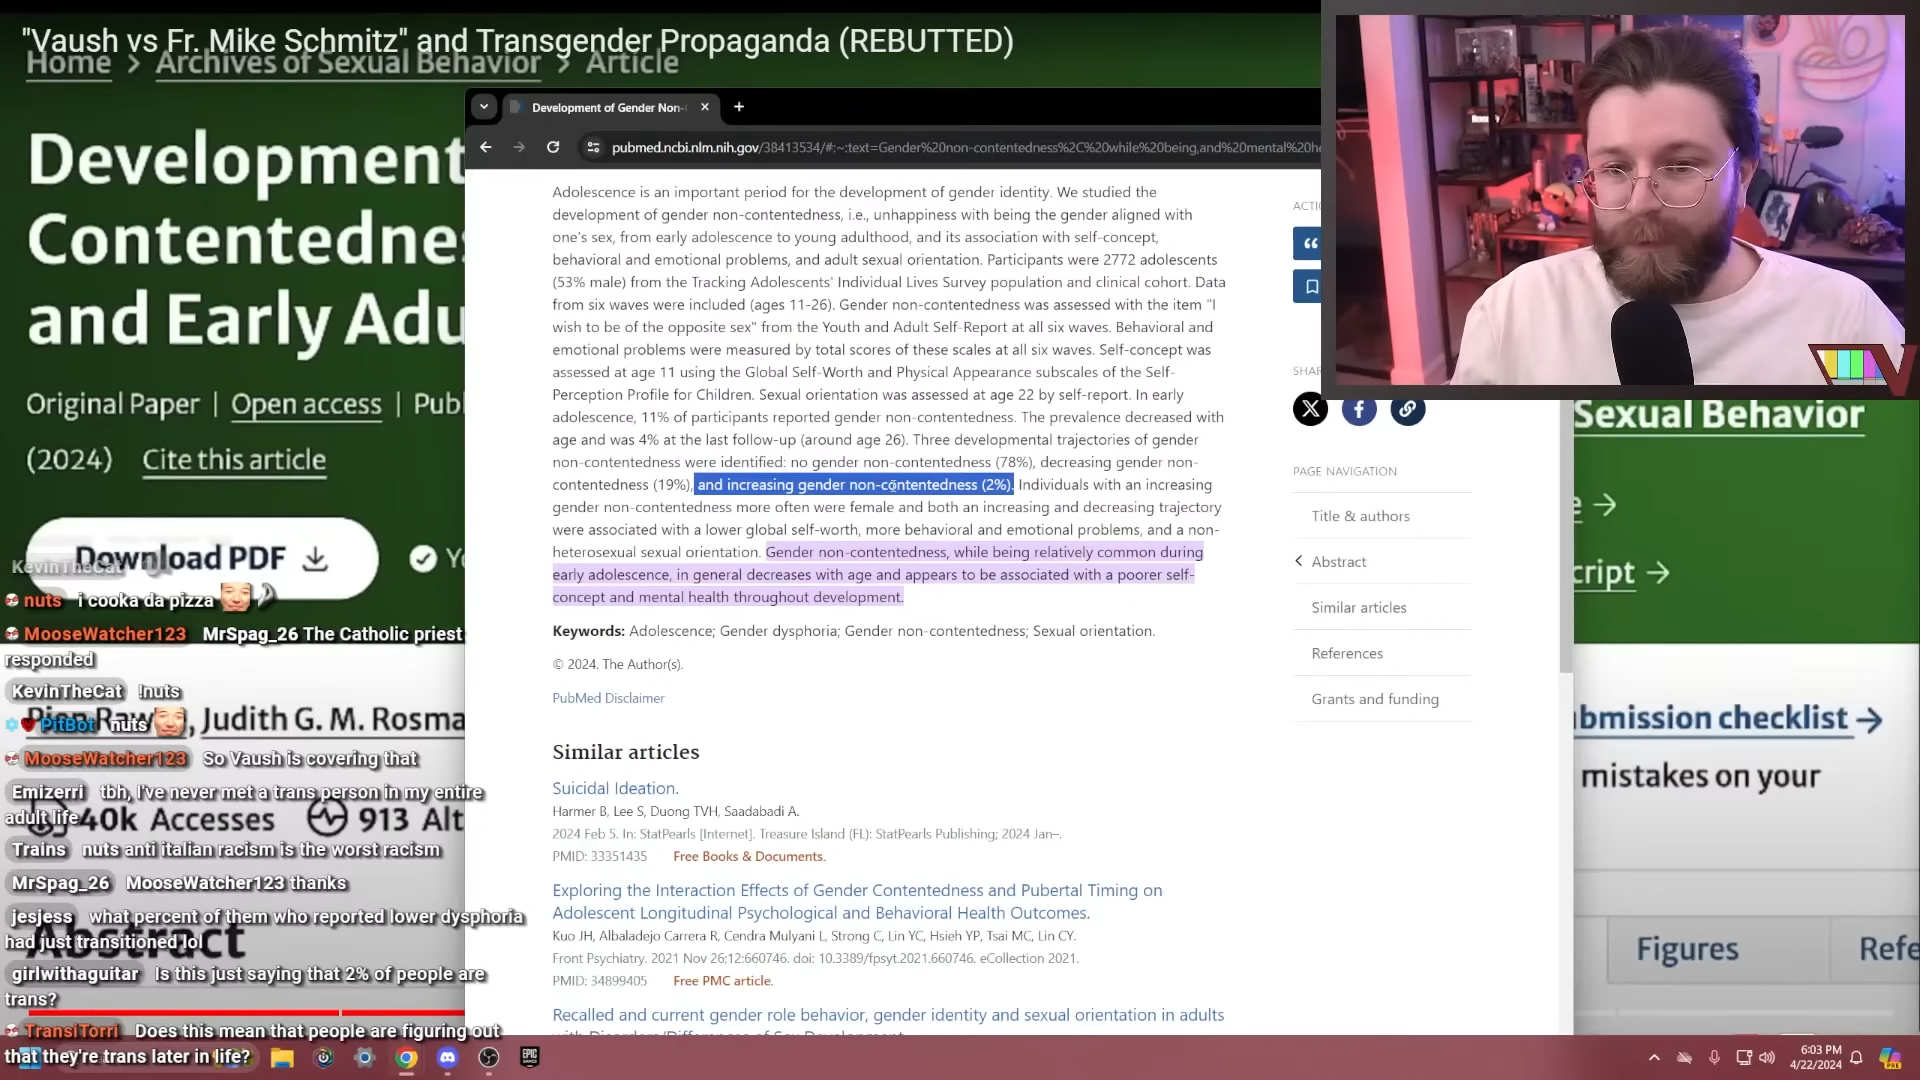 "Vaush vs Fr. Mike Schmitz" and Transgender Propaganda (REBUTTED)
Home > Archives of Sexual Behavior > Article
Development
Contentedne
and Early Adu
Original Paper | Open access | Publ
(2024) Cite this article
Download PDF
Yo
Development of Gender Non-
pubmed.ncbi.nlm.nih.gov/38413534/#:~:text=Gender%20non-contentedness%2C%20while%20being,and%20mental%20he
Adolescence is an important period for the development of gender identity. We studied the
development of gender non-contentedness, i.e., unhappiness with being the gender aligned with
one's sex, from early adolescence to young adulthood, and its association with self-concept,
behavioral and emotional problems, and adult sexual orientation. Participants were 2772 adolescents
(53% male) from the Tracking Adolescents' Individual Lives Survey population and clinical cohort. Data
from six waves were included (ages 11-26). Gender non-contentedness was assessed with the item "I
wish to be of the opposite sex" from the Youth and Adult Self-Report at all six waves. Behavioral and
emotional problems were measured by total scores of these scales at all six waves. Self-concept was
assessed at age 11 using the Global Self-Worth and Physical Appearance subscales of the Self-
Perception Profile for Children. Sexual orientation was assessed at age 22 by self-report. In early
adolescence, 11% of participants reported gender non-contentedness. The prevalence decreased with
age and was 4% at the last follow-up (around age 26). Three developmental trajectories of gender
non-contentedness were identified: no gender non-contentedness (78%), decreasing gender non-
contentedness (19%), and increasing gender non-contentedness (2%). Individuals with an increasing
gender non-contentedness more often were female and both an increasing and decreasing trajectory
were associated with a lower global self-worth, more behavioral and emotional problems, and a non-
heterosexual sexual orientation. Gender non-contentedness, while being relatively common during
early adolescence, in general decreases with age and appears to be associated with a poorer self-
concept and mental health throughout development.
Keywords: Adolescence; Gender dysphoria; Gender non-contentedness; Sexual orientation.
© 2024. The Author(s).
PubMed Disclaimer
Similar articles
Suicidal Ideation.
Harmer B, Lee S, Duong TVH, Saadabadi A.
2024 Feb 5. In: StatPearls [Internet]. Treasure Island (FL): StatPearls Publishing; 2024 Jan–.
PMID: 33351435 Free Books & Documents.
Exploring the Interaction Effects of Gender Contentedness and Pubertal Timing on
Adolescent Longitudinal Psychological and Behavioral Health Outcomes.
Kuo JH, Albaladejo Carrera R, Cendra Mulyani L, Strong C, Lin YC, Hsieh YP, Tsai MC, Lin CY.
Front Psychiatry. 2021 Nov 26;12:660746. doi: 10.3389/fpsyt.2021.660746. eCollection 2021.
PMID: 34899405 Free PMC article.
Recalled and current gender role behavior, gender identity and sexual orientation in adults
with Disorders/Differences of Sex Development.
ACTIO
SHAR
PAGE NAVIGATION
Title & authors
Abstract
Similar articles
References
Grants and funding
V
Sexual Behavior
e →
cript →
bmission checklist →
mistakes on your
Figures
Refe
KevinTheCat
nuts i cooka da pizza
MooseWatcher123 MrSpag_26 The Catholic priest
responded
KevinTheCat !nuts
PitBot nuts
, Judith G. M. Rosma
MooseWatcher123 So Vaush is covering that
Emizerri tbh, I've never met a trans person in my entire
adult life
40k Accesses 913 Alt
Trains nuts anti italian racism is the worst racism
MrSpag_26 MooseWatcher123 thanks
jesjess what percent of them who reported lower dysphoria
had just transitioned lol
Abstract
girlwithaguitar Is this just saying that 2% of people are
trans?
TransiTorri Does this mean that people are figuring out
that they're trans later in life?
EPIC
6:03 PM
4/22/2024